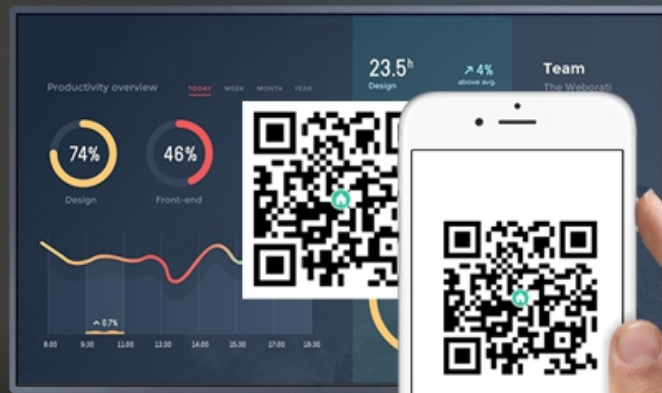 23.5h
Design
↗ 4%
above avg.
Team
The Weborati
Productivity overview
TODAY WEEK MONTH YEAR
74%
46%
Design
Front-end
^ 0.7%
8:00 9:30 11:00 12:30 14:00 15:30 17:00 18:30